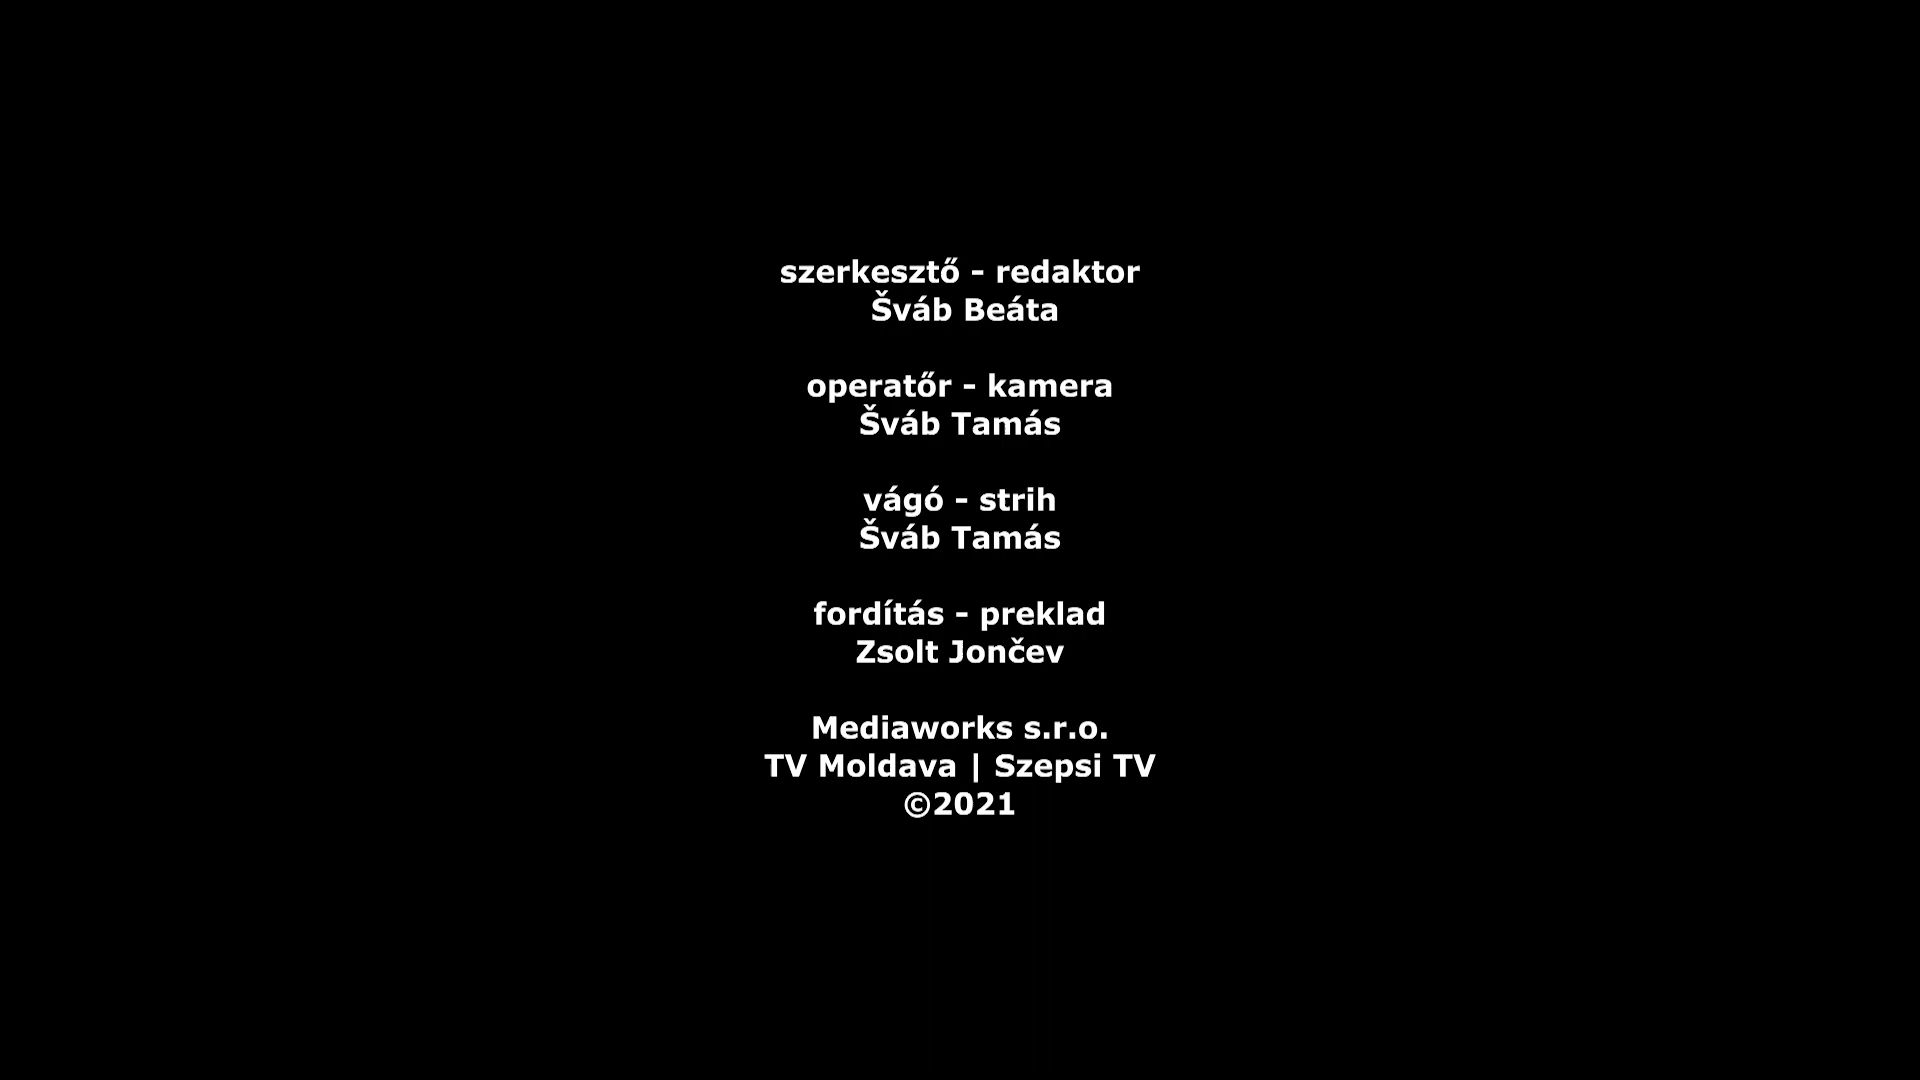 szerkesztő - redaktor
Šváb Beáta
operatőr - kamera
Šváb Tamás
vágó - strih
Šváb Tamás
fordítás - preklad
Zsolt Jončev
Mediaworks s.r.o.
TV Moldava | Szepsi TV
©2021